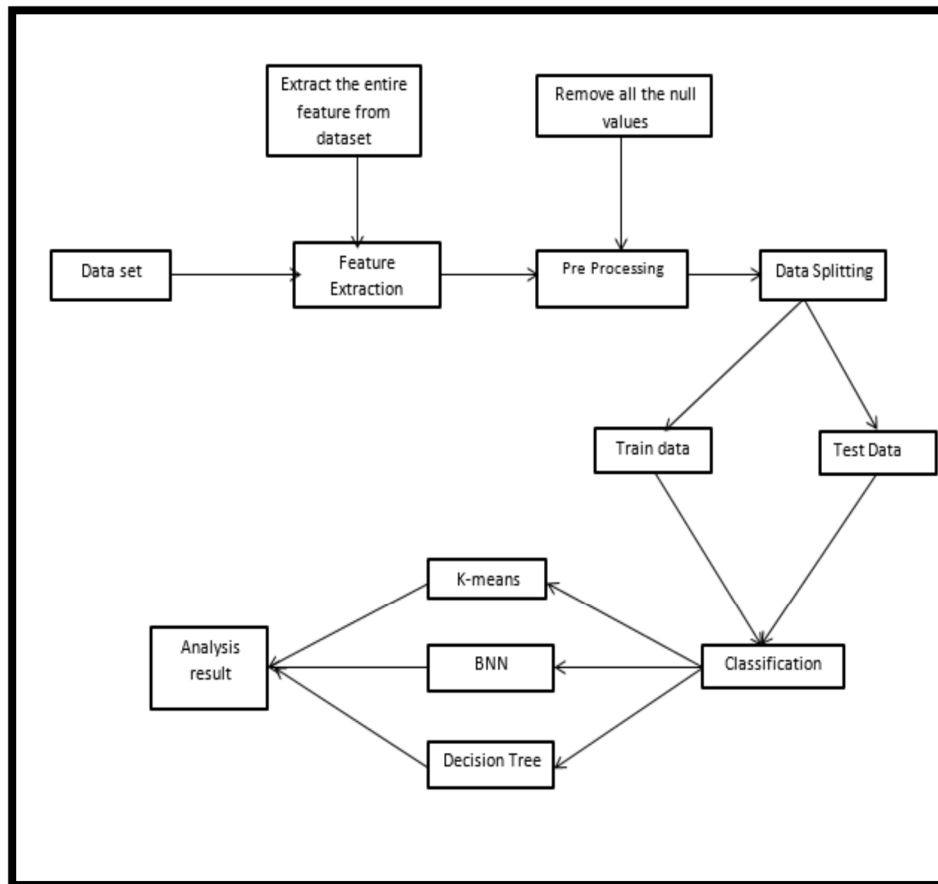 Extract the entire
feature from
dataset
Remove all the null
values
Data set
Feature
Extraction
Pre Processing
Data Splitting
Train data
Test Data
K-means
Analysis
result
BNN
Classification
Decision Tree